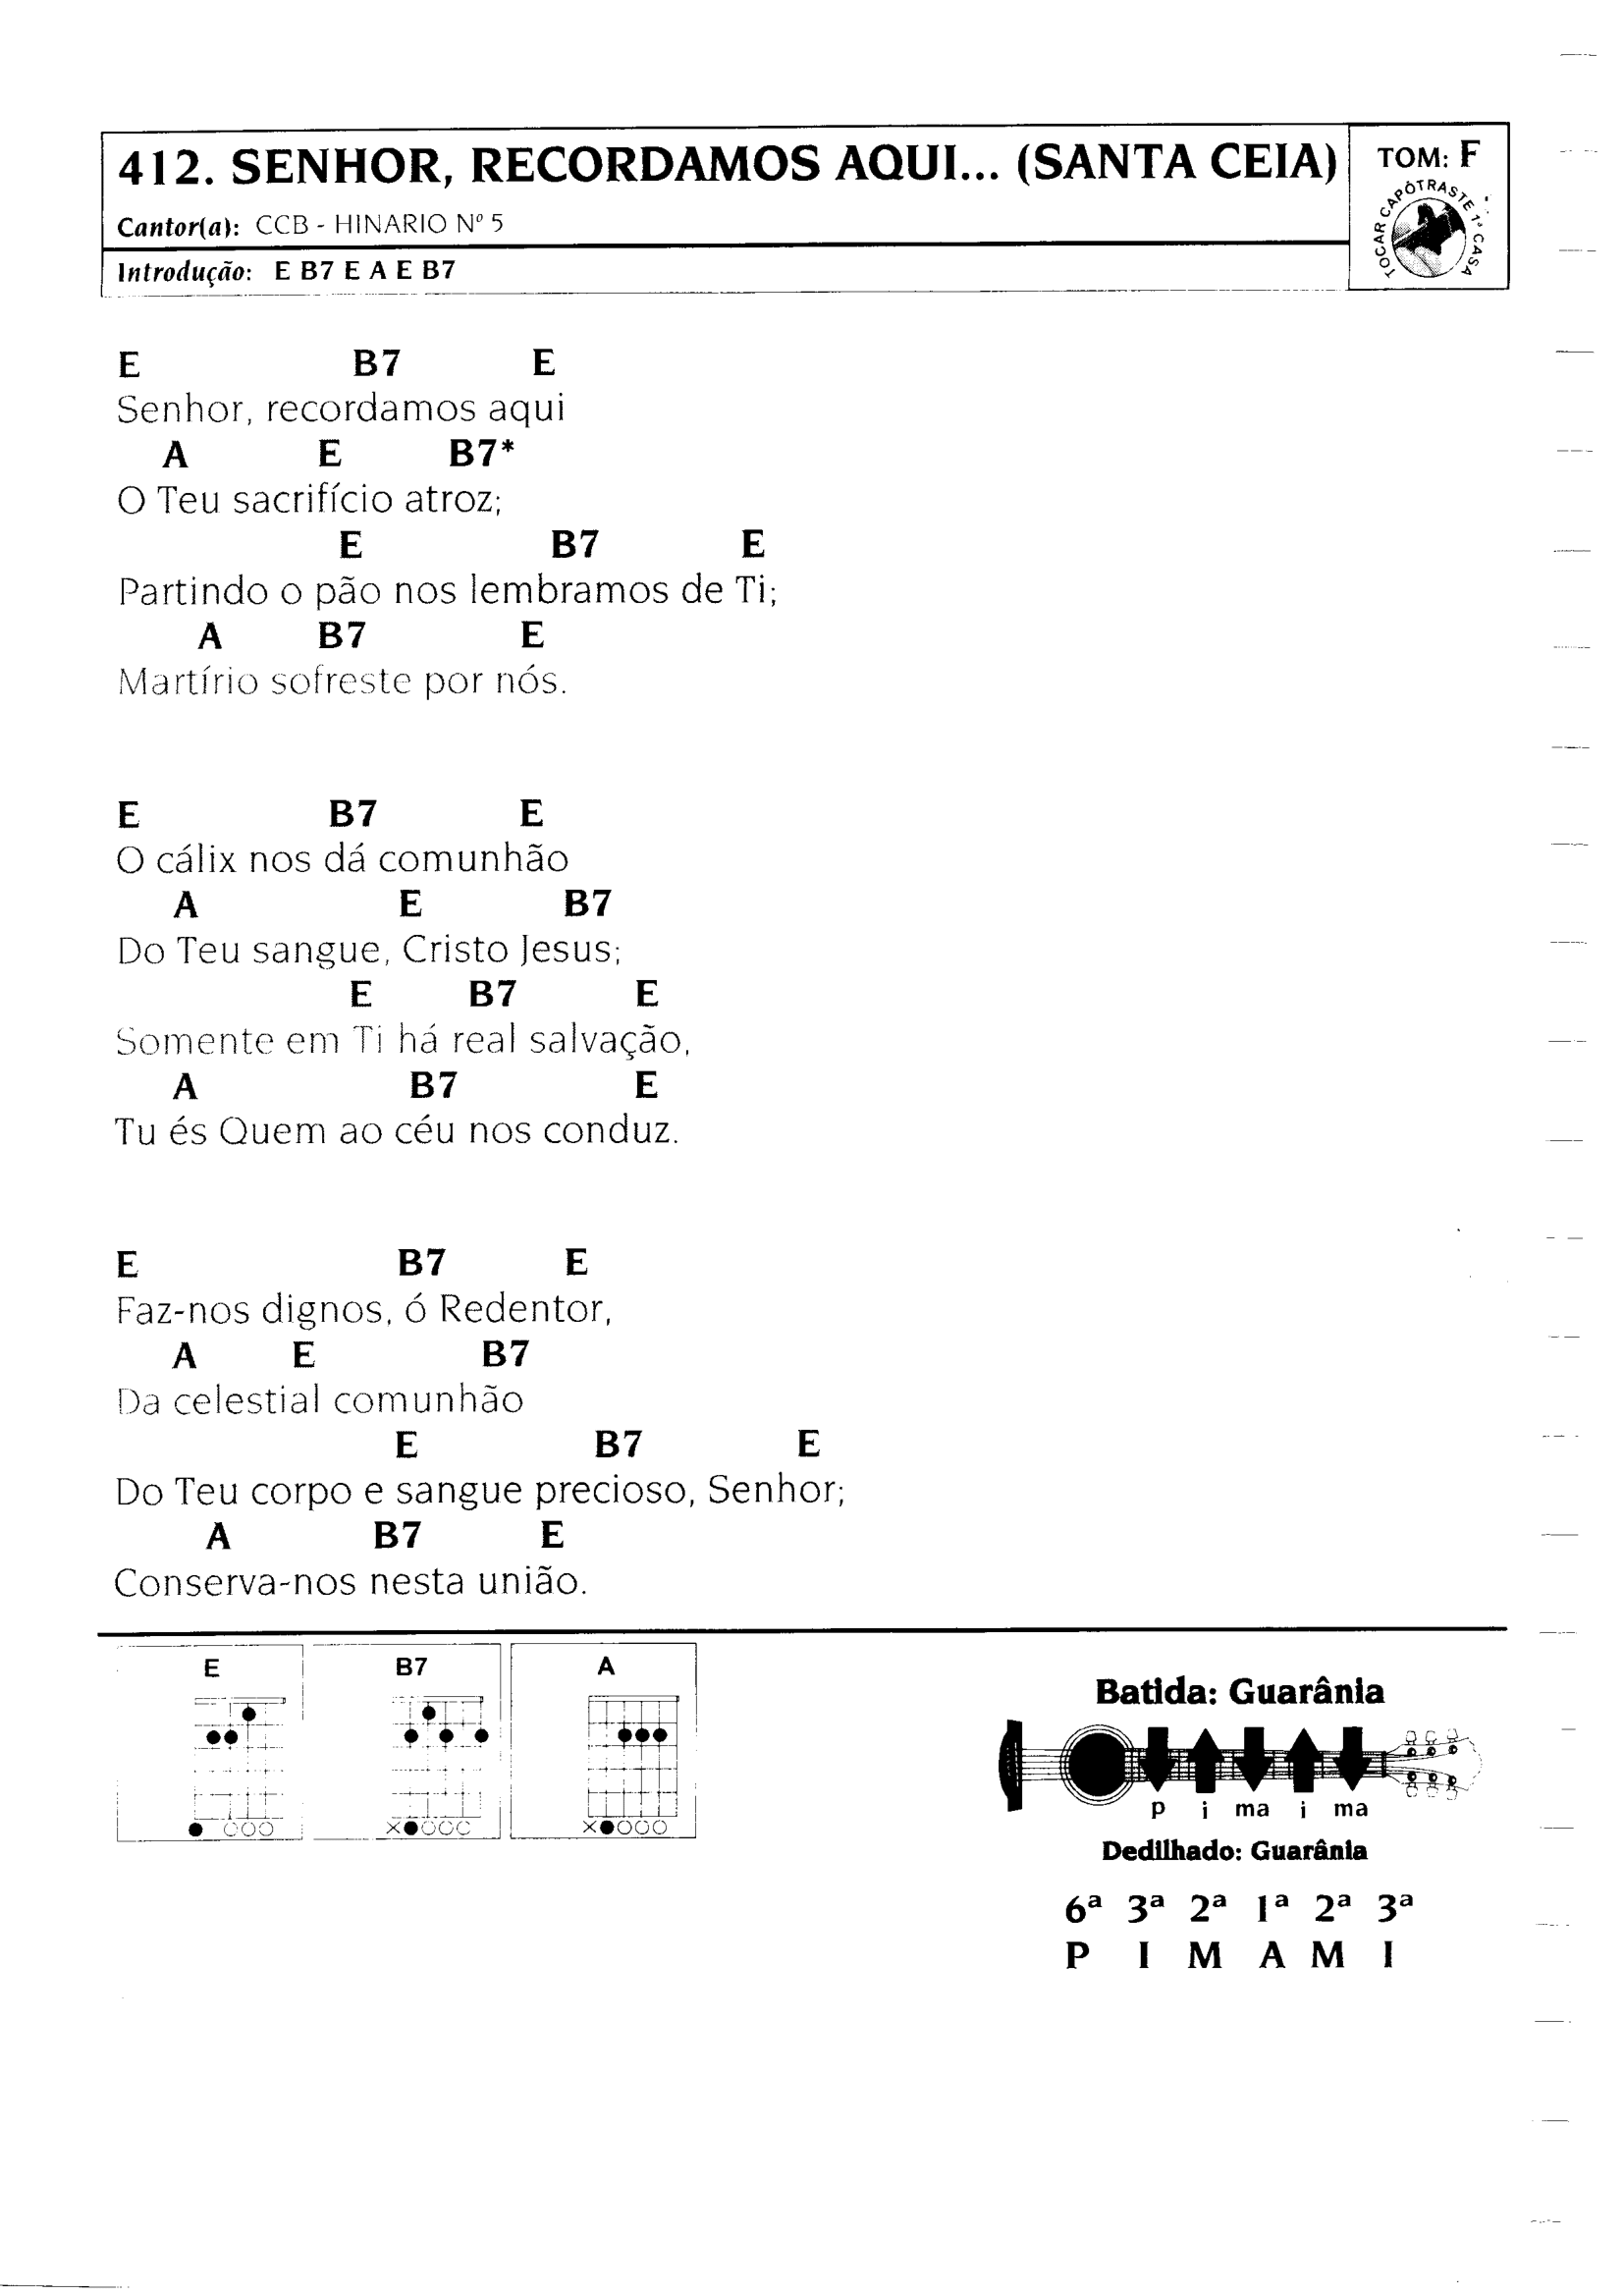 412. SENHOR, RECORDAMOS AQUI... (SANTA CEIA)
TOM: F
TOCAR CAPÔTRASTE 1ª CASA
Cantor(a): CCB - HINARIO Nº 5
Introdução: E B7 E A E B7
E B7 E
Senhor, recordamos aqui
A E B7*
O Teu sacrifício atroz;
E B7 E
Partindo o pão nos lembramos de Ti;
A B7 E
Martírio sofreste por nós.
E B7 E
O cálix nos dá comunhão
A E B7
Do Teu sangue, Cristo Jesus;
E B7 E
Somente em Ti há real salvação,
A B7 E
Tu és Quem ao céu nos conduz.
E B7 E
Faz-nos dignos, ó Redentor,
A E B7
Da celestial comunhão
E B7 E
Do Teu corpo e sangue precioso, Senhor;
A B7 E
Conserva-nos nesta união.
E B7 A
Batida: Guarânia
p i ma i ma
Dedilhado: Guarânia
6ª 3ª 2ª 1ª 2ª 3ª
P I M A M I